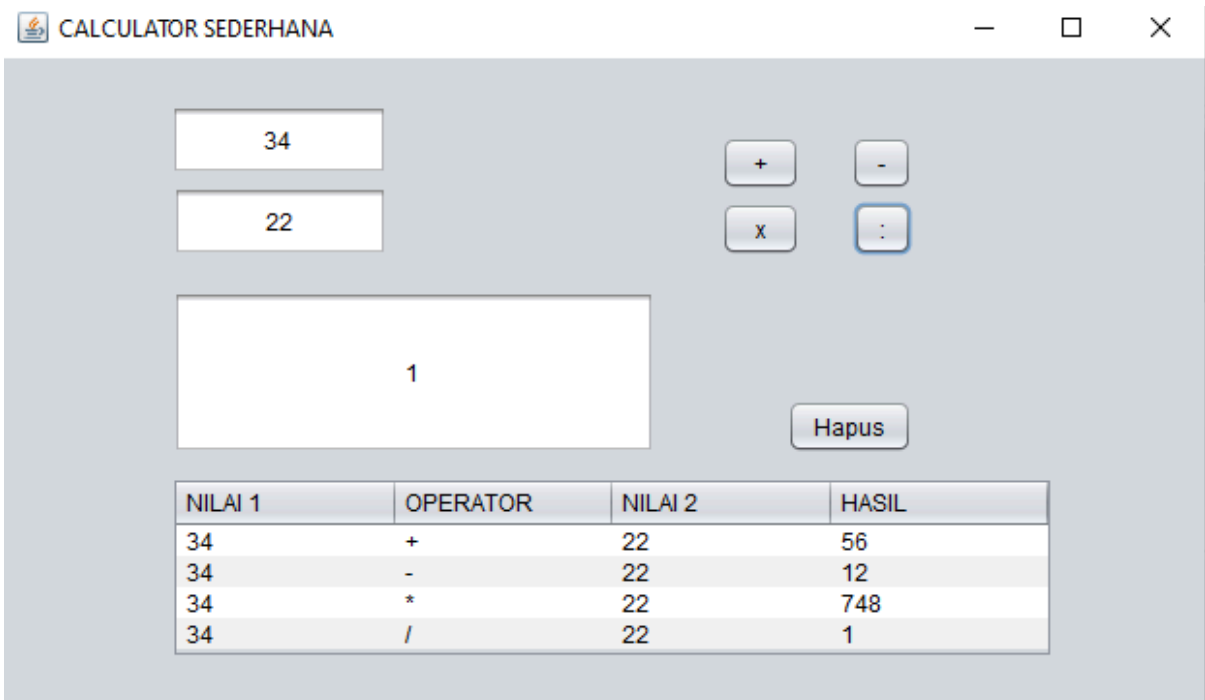 CALCULATOR SEDERHANA
34
+ -
22
x :
1
Hapus
NILAI 1 OPERATOR NILAI 2 HASIL
34 + 22 56
34 - 22 12
34 * 22 748
34 / 22 1